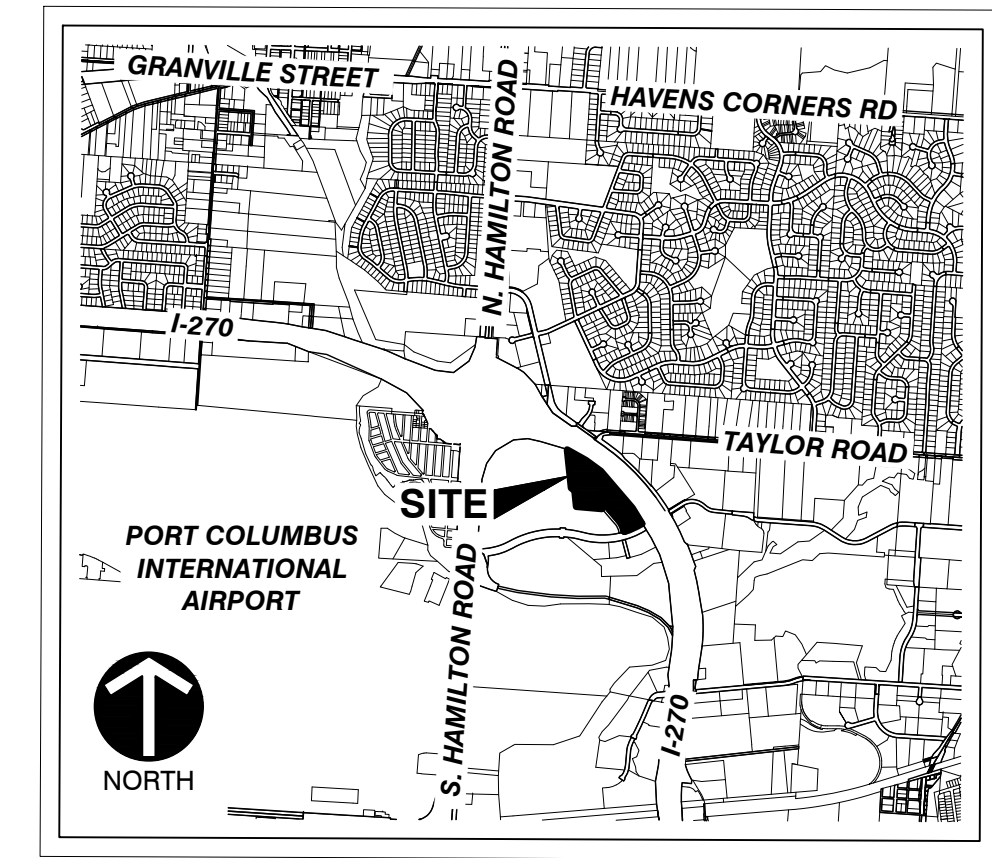 GRANVILLE STREET
HAVENS CORNERS RD
N. HAMILTON ROAD
I-270
TAYLOR ROAD
SITE
PORT COLUMBUS
INTERNATIONAL
AIRPORT
S. HAMILTON ROAD
I-270
NORTH